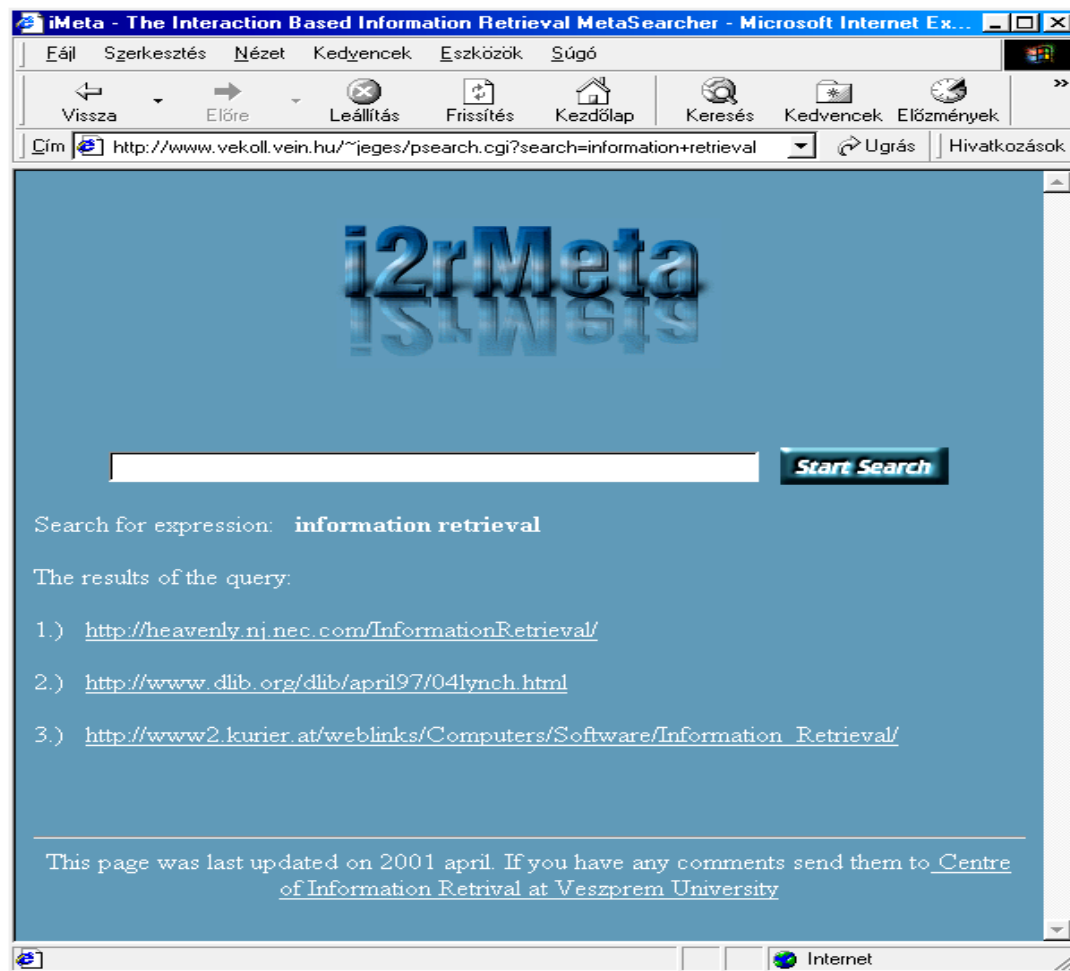 iMeta - The Interaction Based Information Retrieval MetaSearcher - Microsoft Internet Ex...
Fájl Szerkesztés Nézet Kedvencek Eszközök Súgó
Vissza Előre Leállítás Frissítés Kezdőlap Keresés Kedvencek Előzmények »
Cím http://www.vekoll.vein.hu/~jeges/psearch.cgi?search=information+retrieval Ugrás Hivatkozások
i2rMeta
Start Search
Search for expression: information retrieval
The results of the query:
1.) http://heavenly.nj.nec.com/InformationRetrieval/
2.) http://www.dlib.org/dlib/april97/04lynch.html
3.) http://www2.kurier.at/weblinks/Computers/Software/Information_Retrieval/
This page was last updated on 2001 april. If you have any comments send them to Centre
of Information Retrival at Veszprem University
Internet